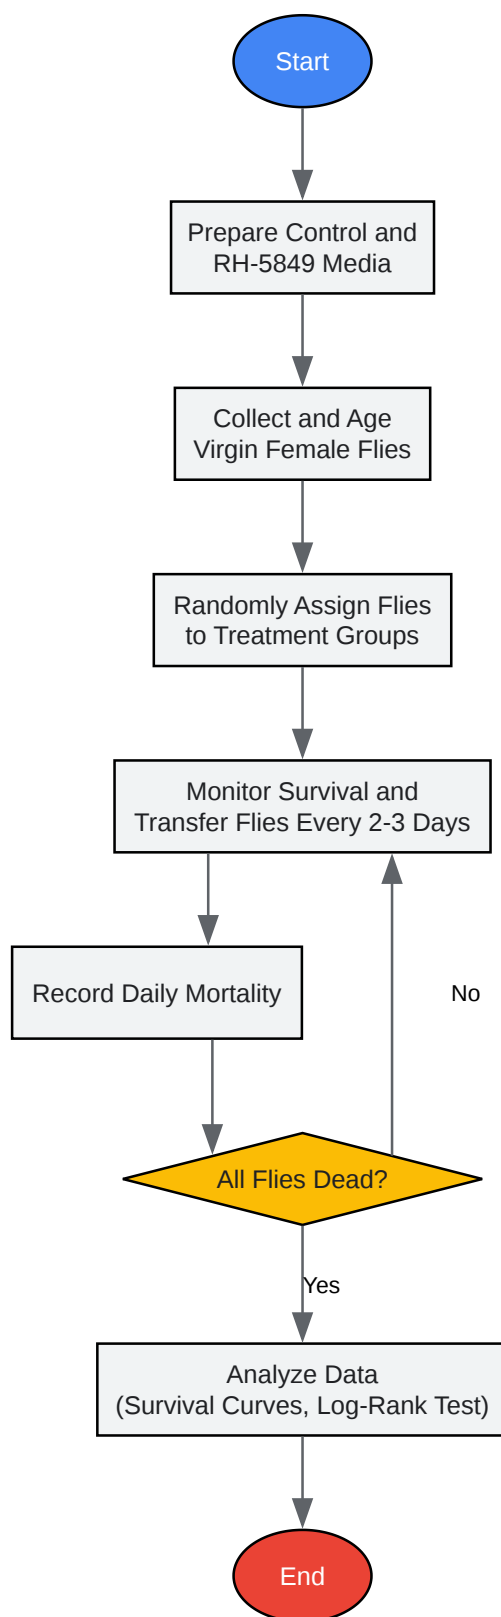 Start
Prepare Control and
RH-5849 Media
Collect and Age
Virgin Female Flies
Randomly Assign Flies
to Treatment Groups
Monitor Survival and
Transfer Flies Every 2-3 Days
Record Daily Mortality
No
All Flies Dead?
Yes
Analyze Data
(Survival Curves, Log-Rank Test)
End